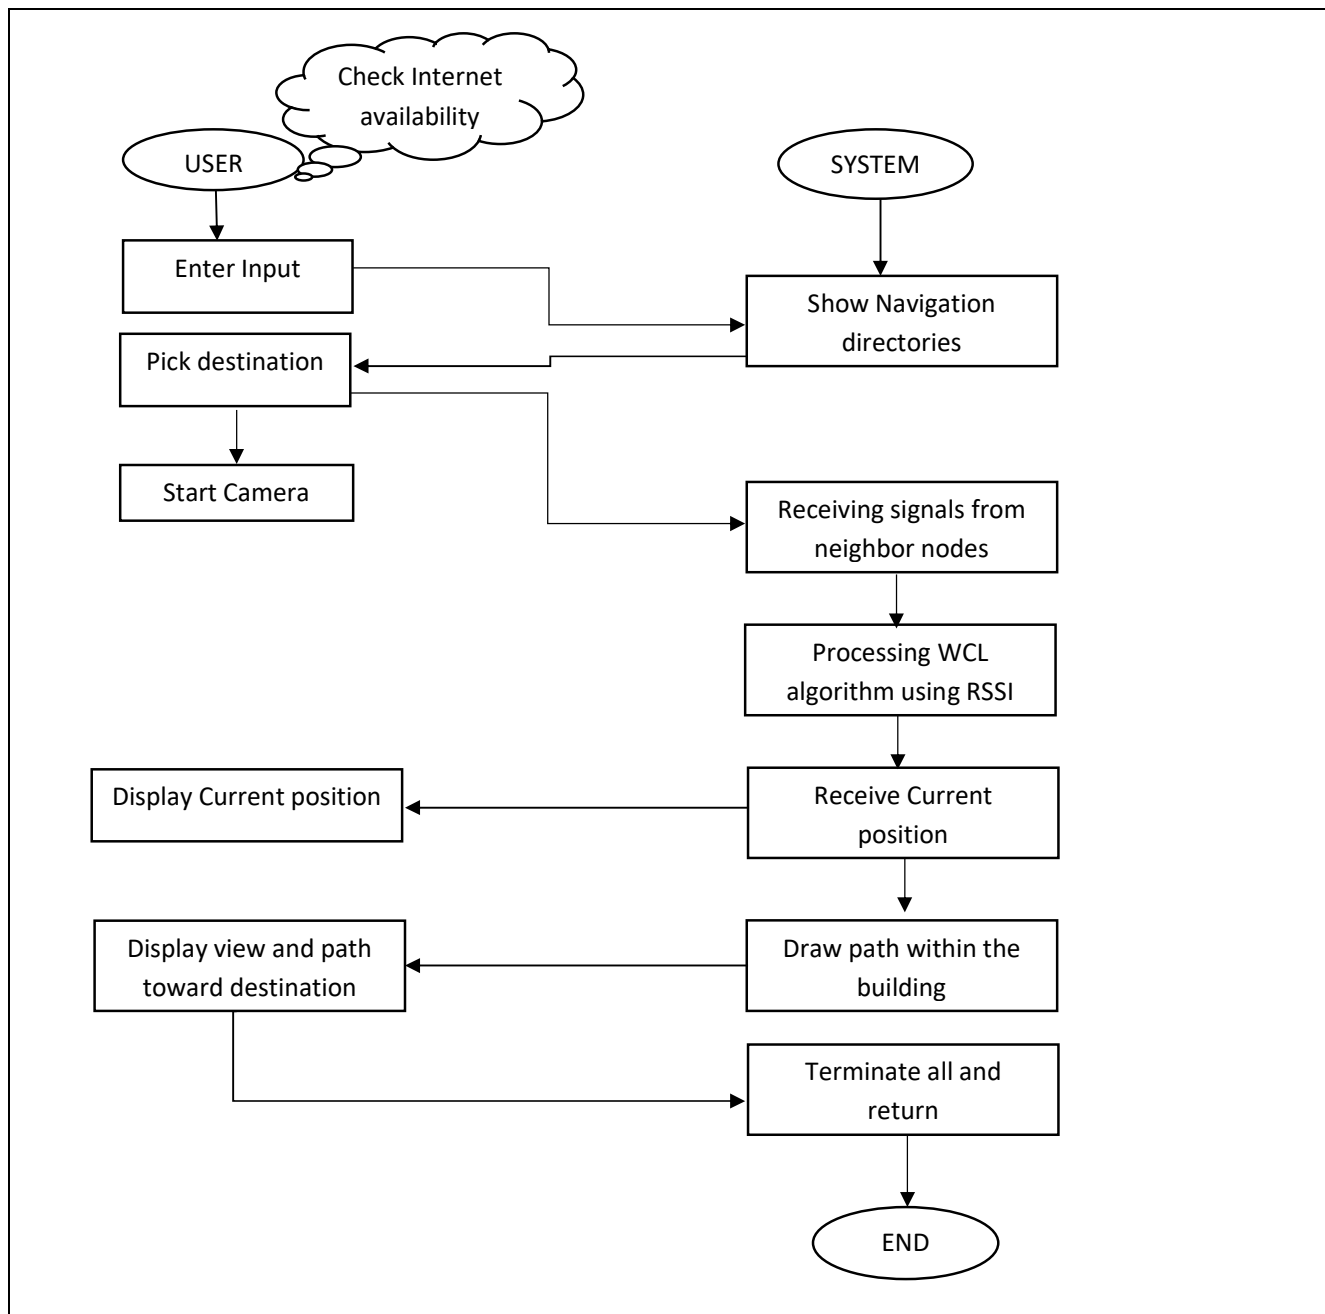 Check Internet
availability
USER
SYSTEM
Enter Input
Show Navigation
directories
Pick destination
Start Camera
Receiving signals from
neighbor nodes
Processing WCL
algorithm using RSSI
Display Current position
Receive Current
position
Display view and path
toward destination
Draw path within the
building
Terminate all and
return
END